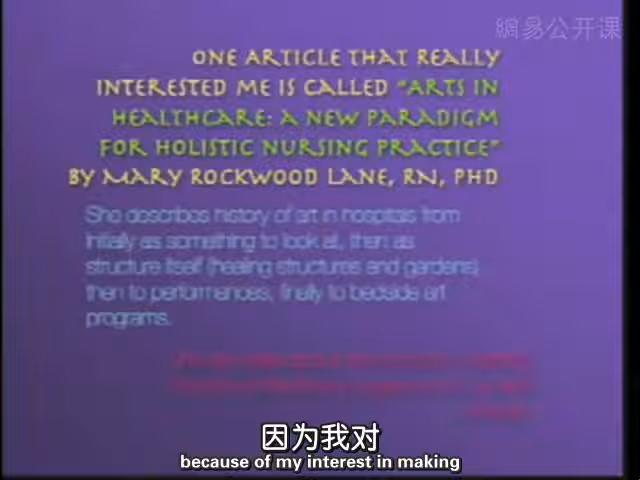 網易公开课
ONE ARTICLE THAT REALLY
INTERESTED ME IS CALLED "ARTS IN
HEALTHCARE: A NEW PARADIGM
FOR HOLISTIC NURSING PRACTICE"
BY MARY ROCKWOOD LANE, RN, PHD
She describes history of art in hospitals from
initially as something to look at, then as
structure itself (healing structures and gardens)
then to performances, finally to bedside art
programs.
因为我对
because of my interest in making